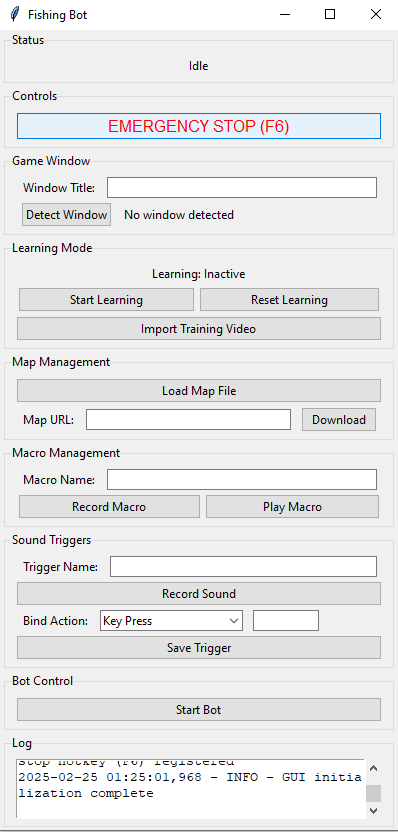 Fishing Bot
Status
Idle
Controls
EMERGENCY STOP (F6)
Game Window
Window Title:
Detect Window No window detected
Learning Mode
Learning: Inactive
Start Learning Reset Learning
Import Training Video
Map Management
Load Map File
Map URL: Download
Macro Management
Macro Name:
Record Macro Play Macro
Sound Triggers
Trigger Name:
Record Sound
Bind Action: Key Press
Save Trigger
Bot Control
Start Bot
Log
stop hotkey (F6) registered
2025-02-25 01:25:01,968 - INFO - GUI initia
lization complete